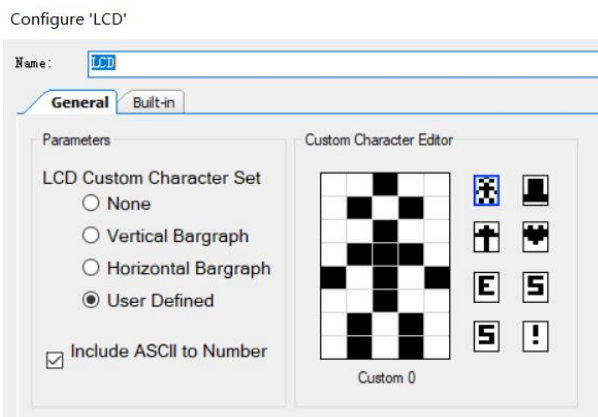 Configure 'LCD'
Name: LCD
General Built-in
Parameters
LCD Custom Character Set
None
Vertical Bargraph
Horizontal Bargraph
User Defined
Include ASCII to Number
Custom Character Editor
E S
S !
Custom 0